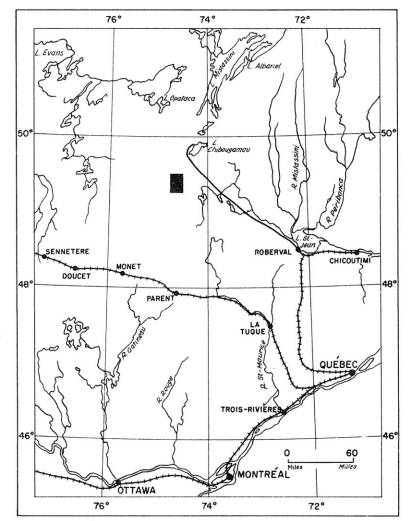 76°
74°
72°
L. Evans
Mistassini
L. Albanel
Opataca
50°
50°
L.
Chibougamau
R. Mistassini
R. Péribonca
L. St-
Jean
SENNETERE
ROBERVAL
CHICOUTIMI
DOUCET
MONET
48°
48°
PARENT
LA
TUQUE
R. Gatineau
R. St-Maurice
QUÉBEC
R. Rouge
TROIS-RIVIÈRES
46°
46°
0
60
Miles
Milles
MONTRÉAL
OTTAWA
76°
74°
72°